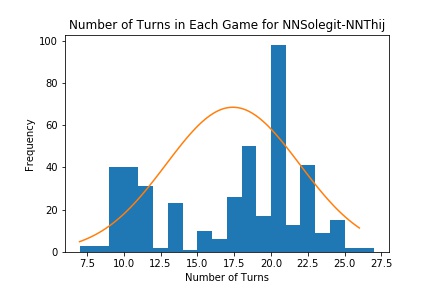 Number of Turns in Each Game for NNSolegit-NNThij
100
80
60
40
20
0
Frequency
7.5 10.0 12.5 15.0 17.5 20.0 22.5 25.0 27.5
Number of Turns